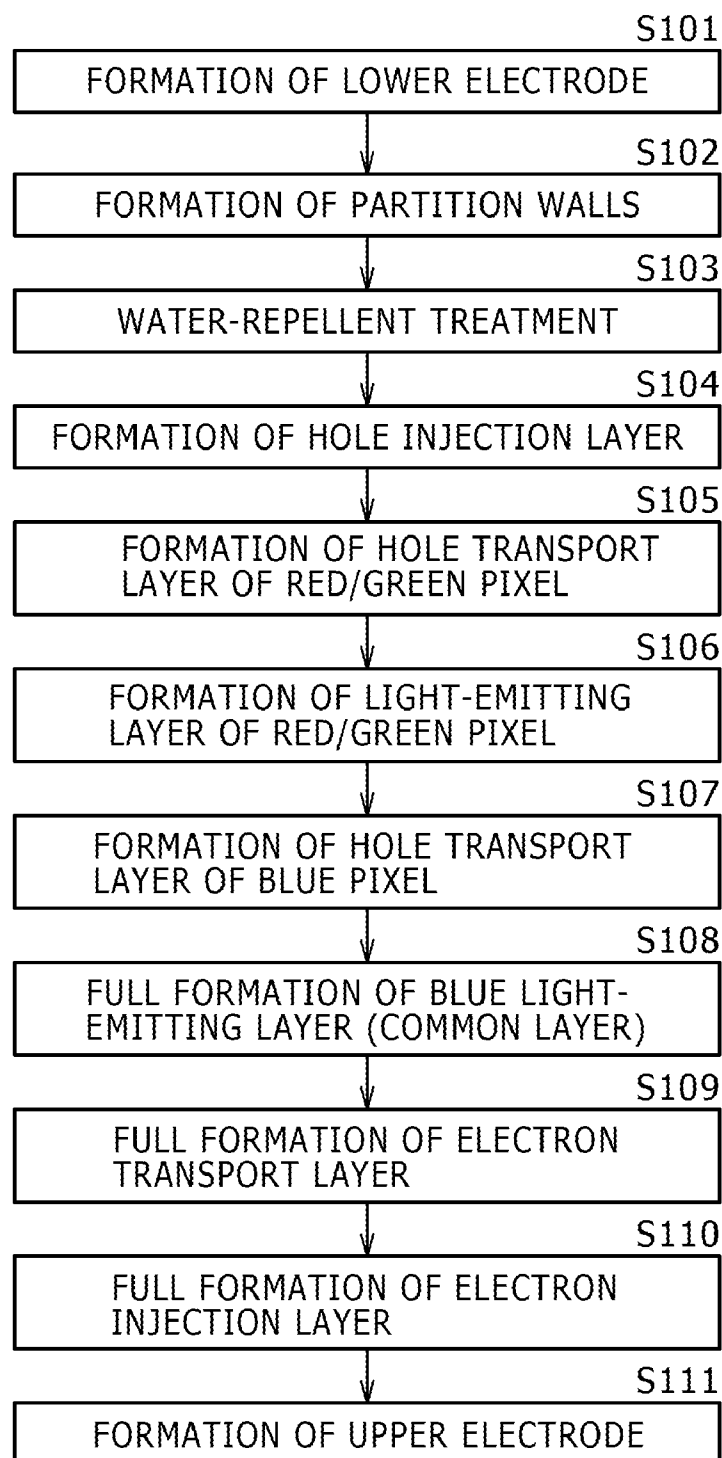 S101
FORMATION OF LOWER ELECTRODE
S102
FORMATION OF PARTITION WALLS
S103
WATER-REPELLENT TREATMENT
S104
FORMATION OF HOLE INJECTION LAYER
S105
FORMATION OF HOLE TRANSPORT
LAYER OF RED/GREEN PIXEL
S106
FORMATION OF LIGHT-EMITTING
LAYER OF RED/GREEN PIXEL
S107
FORMATION OF HOLE TRANSPORT
LAYER OF BLUE PIXEL
S108
FULL FORMATION OF BLUE LIGHT-
EMITTING LAYER (COMMON LAYER)
S109
FULL FORMATION OF ELECTRON
TRANSPORT LAYER
S110
FULL FORMATION OF ELECTRON
INJECTION LAYER
S111
FORMATION OF UPPER ELECTRODE